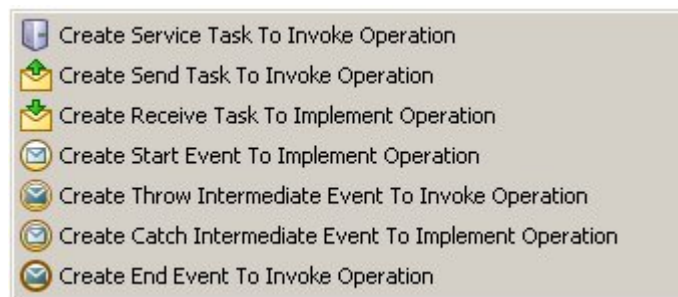 Create Service Task To Invoke Operation
Create Send Task To Invoke Operation
Create Receive Task To Implement Operation
Create Start Event To Implement Operation
Create Throw Intermediate Event To Invoke Operation
Create Catch Intermediate Event To Implement Operation
Create End Event To Invoke Operation